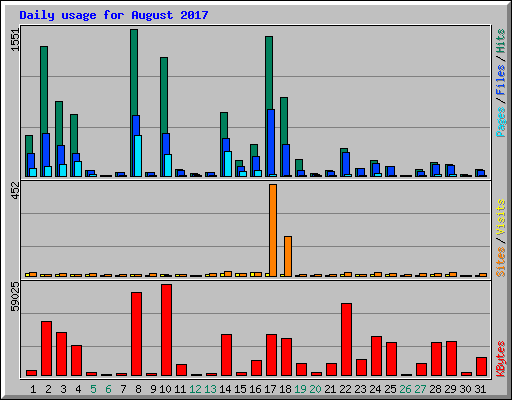 Daily usage for August 2017
1551
Pages / Files / Hits
452
Sites / Visits
59025
KBytes
1 2 3 4 5 6 7 8 9 10 11 12 13 14 15 16 17 18 19 20 21 22 23 24 25 26 27 28 29 30 31